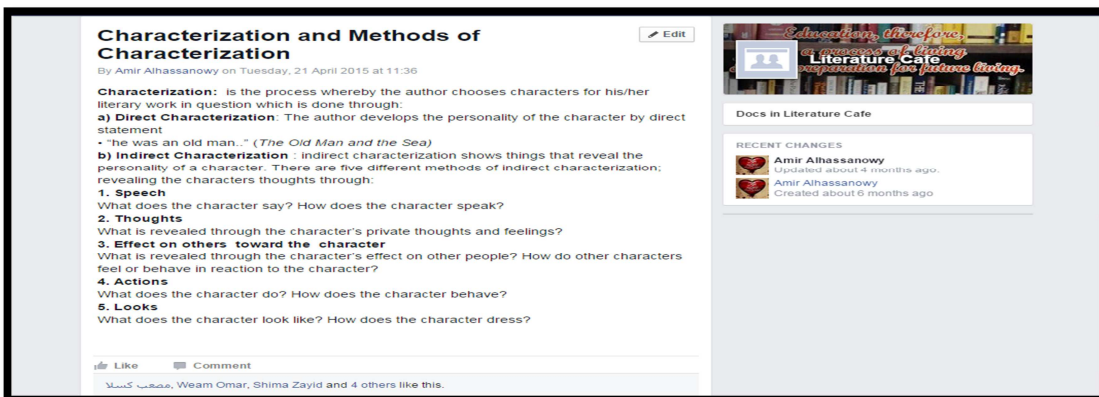 Characterization and Methods of
Characterization
Edit
By Amir Alhassanowy on Tuesday, 21 April 2015 at 11:36
Characterization: is the process whereby the author chooses characters for his/her
literary work in question which is done through:
a) Direct Characterization: The author develops the personality of the character by direct
statement
• "he was an old man.." (The Old Man and the Sea)
b) Indirect Characterization : indirect characterization shows things that reveal the
personality of a character. There are five different methods of indirect characterization;
revealing the characters thoughts through:
1. Speech
What does the character say? How does the character speak?
2. Thoughts
What is revealed through the character's private thoughts and feelings?
3. Effect on others toward the character
What is revealed through the character's effect on other people? How do other characters
feel or behave in reaction to the character?
4. Actions
What does the character do? How does the character behave?
5. Looks
What does the character look like? How does the character dress?
Like Comment
مصعب كسلا, Weam Omar, Shima Zayid and 4 others like this.
Education, therefore,
a process of living
Literature Cafe
preparation for future living.
Docs in Literature Cafe
RECENT CHANGES
Amir Alhassanowy
Updated about 4 months ago.
Amir Alhassanowy
Created about 6 months ago